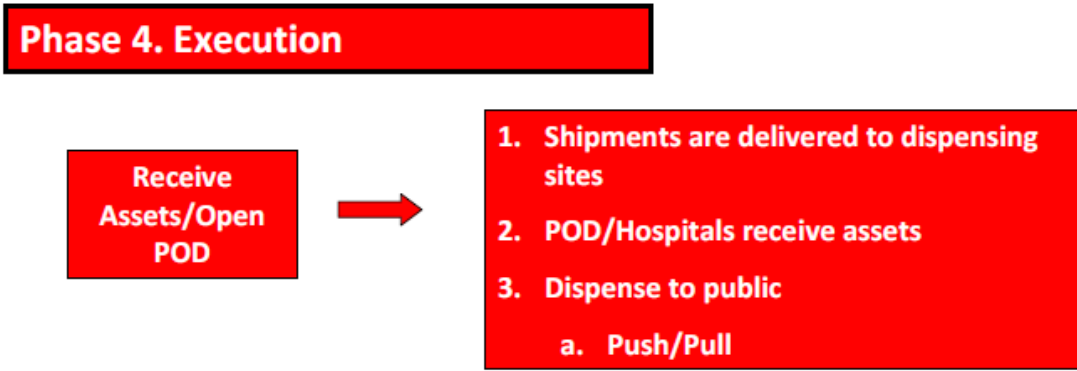 Phase 4. Execution
Receive
Assets/Open
POD
1. Shipments are delivered to dispensing
sites
2. POD/Hospitals receive assets
3. Dispense to public
a. Push/Pull